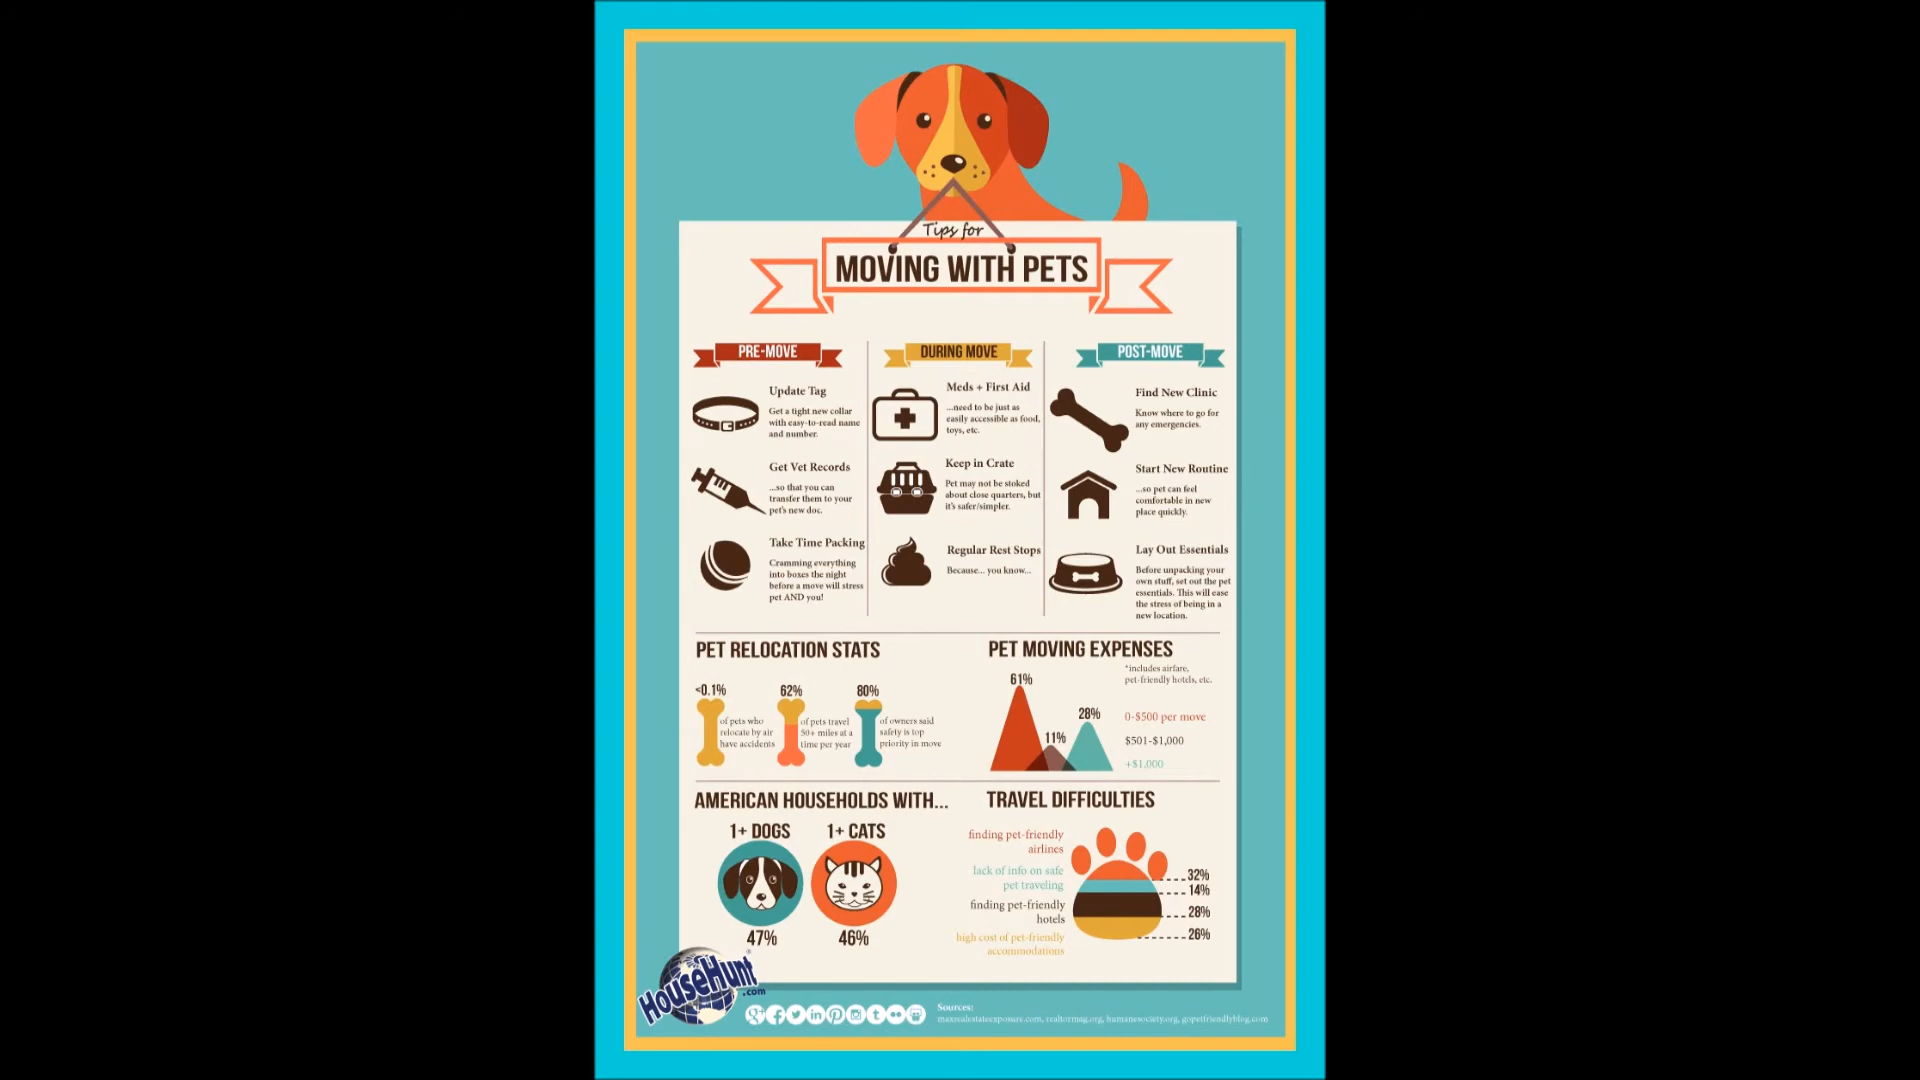 Tips for
MOVING WITH PETS
PRE-MOVE
Update Tag
Get a tight new collar
with easy-to-read name
and number.
Get Vet Records
...so that you can
transfer them to your
pet's new doc.
Take Time Packing
Cramming everything
into boxes the night
before a move will stress
pet AND you!
DURING MOVE
Meds + First Aid
...need to be just as
easily accessible as food,
toys, etc.
Keep in Crate
Pet may not be stoked
about close quarters, but
it's safer/simpler.
Regular Rest Stops
Because... you know...
POST-MOVE
Find New Clinic
Know where to go for
any emergencies.
Start New Routine
...so pet can feel
comfortable in new
place quickly.
Lay Out Essentials
Before unpacking your
own stuff, set out the pet
essentials. This will ease
the stress of being in a
new location.
PET RELOCATION STATS
<0.1%
of pets who
relocate by air
have accidents
62%
of pets travel
50+ miles at a
time per year
80%
of owners said
safety is top
priority in move
PET MOVING EXPENSES
*includes airfare,
pet-friendly hotels, etc.
61%
11%
28%
0-$500 per move
$501-$1,000
+$1,000
AMERICAN HOUSEHOLDS WITH...
1+ DOGS
47%
1+ CATS
46%
TRAVEL DIFFICULTIES
finding pet-friendly
airlines
lack of info on safe
pet traveling
finding pet-friendly
hotels
high cost of pet-friendly
accommodations
32%
14%
28%
26%
HouseHunt
.com
Sources:
maxrealestateexposure.com, realtormag.org, humanesociety.org, gopetfriendlyblog.com